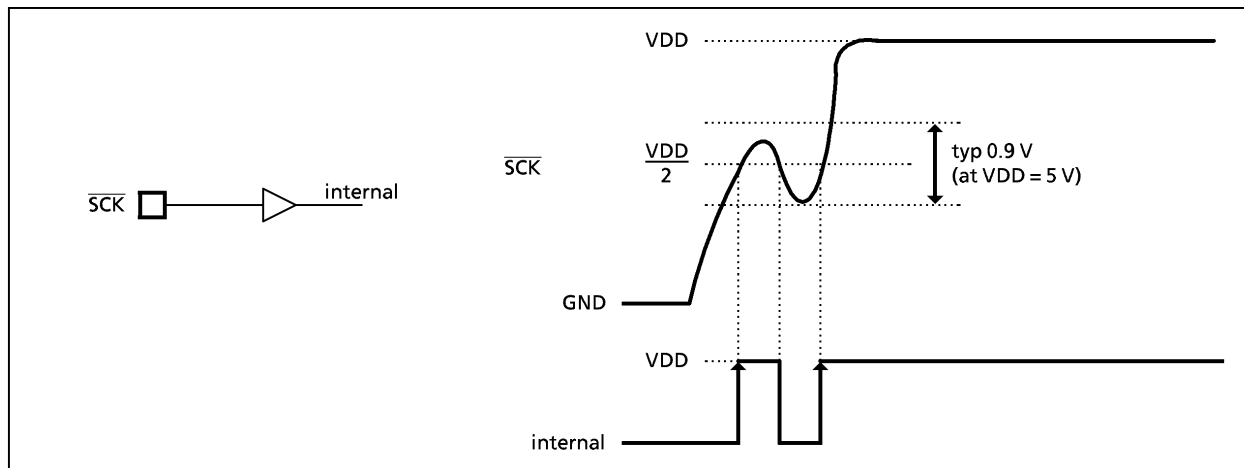 SCK
internal
SCK
VDD
VDD
2
typ 0.9 V
(at VDD = 5 V)
GND
VDD
internal